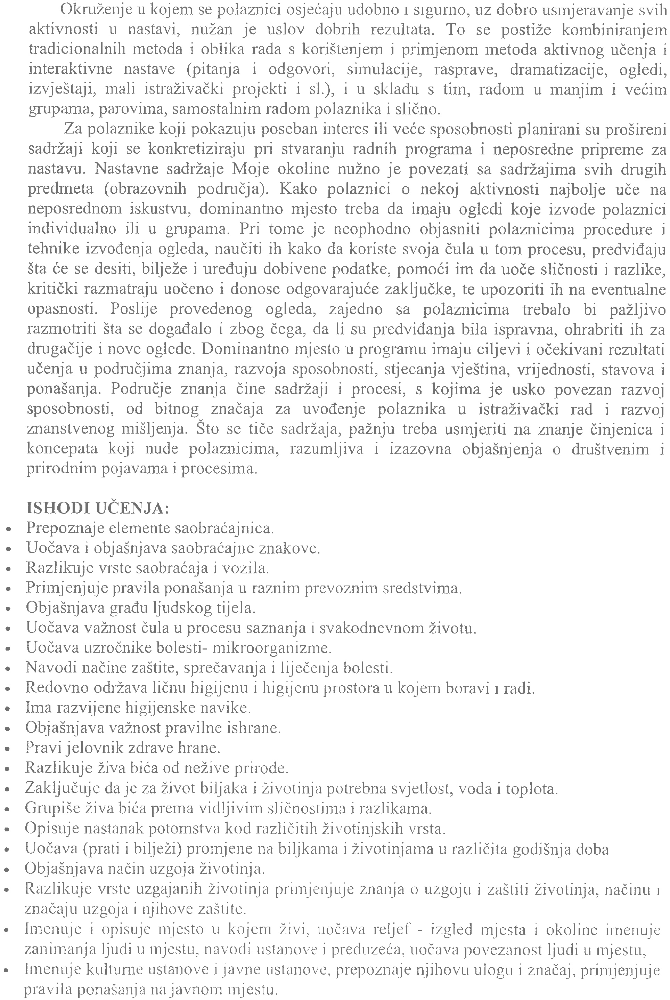 Okruženje u kojem se polaznici osjećaju udobno i sigurno, uz dobro usmjeravanje svih
aktivnosti u nastavi, nužan je uslov dobrih rezultata. To se postiže kombiniranjem
tradicionalnih metoda i oblika rada s korištenjem i primjenom metoda aktivnog učenja i
interaktivne nastave (pitanja i odgovori, simulacije, rasprave, dramatizacije, ogledi,
izvještaji, mali istraživački projekti i sl.), i u skladu s tim, radom u manjim i većim
grupama, parovima, samostalnim radom polaznika i slično.
Za polaznike koji pokazuju poseban interes ili veće sposobnosti planirani su prošireni
sadržaji koji se konkretiziraju pri stvaranju radnih programa i neposredne pripreme za
nastavu. Nastavne sadržaje Moje okoline nužno je povezati sa sadržajima svih drugih
predmeta (obrazovnih područja). Kako polaznici o nekoj aktivnosti najbolje uče na
neposrednom iskustvu, dominantno mjesto treba da imaju ogledi koje izvode polaznici
individualno ili u grupama. Pri tome je neophodno objasniti polaznicima procedure i
tehnike izvođenja ogleda, naučiti ih kako da koriste svoja čula u tom procesu, predviđaju
šta će se desiti, bilježe i uređuju dobivene podatke, pomoći im da uoče sličnosti i razlike,
kritički razmatraju uočeno i donose odgovarajuće zaključke, te upozoriti ih na eventualne
opasnosti. Poslije provedenog ogleda, zajedno sa polaznicima trebalo bi pažljivo
razmotriti šta se događalo i zbog čega, da li su predviđanja bila ispravna, ohrabriti ih za
drugačije i nove oglede. Dominantno mjesto u programu imaju ciljevi i očekivani rezultati
učenja u područjima znanja, razvoja sposobnosti, stjecanja vještina, vrijednosti, stavova i
ponašanja. Područje znanja čine sadržaji i procesi, s kojima je usko povezan razvoj
sposobnosti, od bitnog značaja za uvođenje polaznika u istraživački rad i razvoj
znanstvenog mišljenja. Što se tiče sadržaja, pažnju treba usmjeriti na znanje činjenica i
koncepata koji nude polaznicima, razumljiva i izazovna objašnjenja o društvenim i
prirodnim pojavama i procesima.
ISHODI UČENJA:
• Prepoznaje elemente saobraćajnica.
• Uočava i objašnjava saobraćajne znakove.
• Razlikuje vrste saobraćaja i vozila.
• Primjenjuje pravila ponašanja u raznim prevoznim sredstvima.
• Objašnjava građu ljudskog tijela.
• Uočava važnost čula u procesu saznanja i svakodnevnom životu.
• Uočava uzročnike bolesti- mikroorganizme.
• Navodi načine zaštite, sprečavanja i liječenja bolesti.
• Redovno održava ličnu higijenu i higijenu prostora u kojem boravi i radi.
• Ima razvijene higijenske navike.
• Objašnjava važnost pravilne ishrane.
• Pravi jelovnik zdrave hrane.
• Razlikuje živa bića od nežive prirode.
• Zaključuje da je za život biljaka i životinja potrebna svjetlost, voda i toplota.
• Grupiše živa bića prema vidljivim sličnostima i razlikama.
• Opisuje nastanak potomstva kod različitih životinjskih vrsta.
• Uočava (prati i bilježi) promjene na biljkama i životinjama u različita godišnja doba
• Objašnjava način uzgoja životinja.
• Razlikuje vrste uzgajanih životinja primjenjuje znanja o uzgoju i zaštiti životinja, načinu i
značaju uzgoja i njihove zaštite.
• Imenuje i opisuje mjesto u kojem živi, uočava reljef - izgled mjesta i okoline imenuje
zanimanja ljudi u mjestu, navodi ustanove i preduzeća, uočava povezanost ljudi u mjestu,
• Imenuje kulturne ustanove i javne ustanove, prepoznaje njihovu ulogu i značaj, primjenjuje
pravila ponašanja na javnom mjestu.